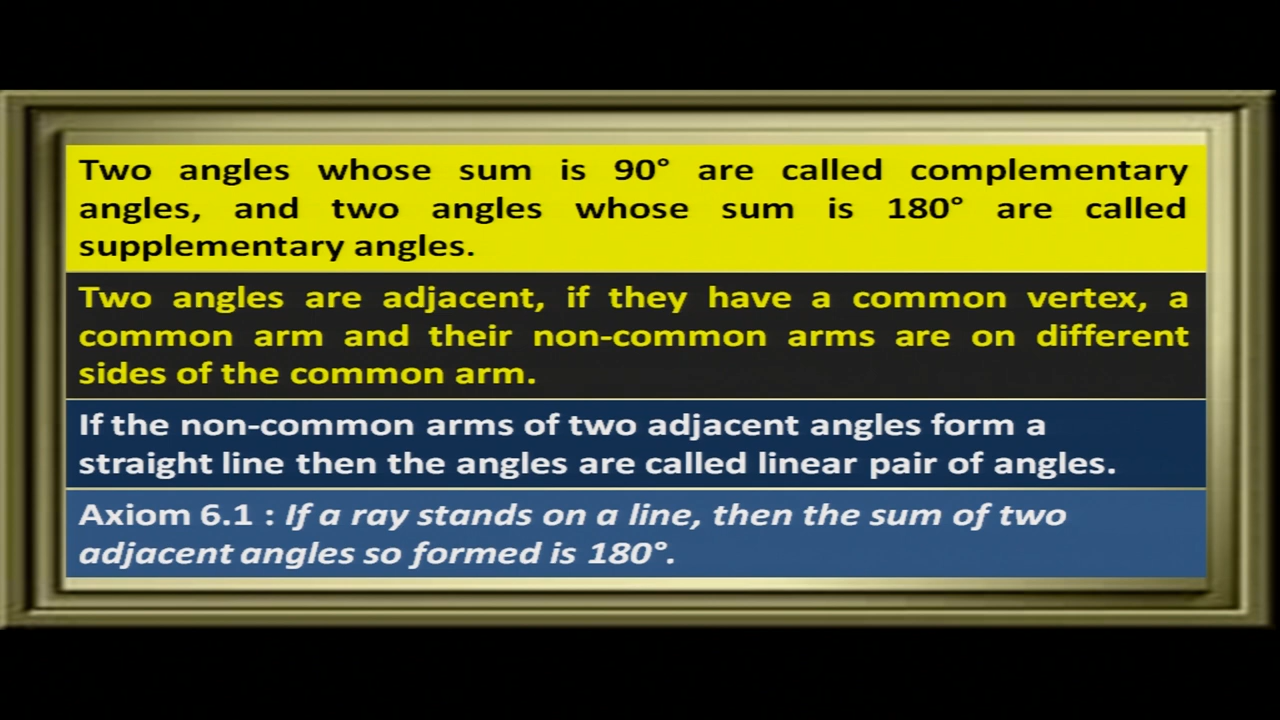 Two angles whose sum is 90° are called complementary
angles, and two angles whose sum is 180° are called
supplementary angles.
Two angles are adjacent, if they have a common vertex, a
common arm and their non-common arms are on different
sides of the common arm.
If the non-common arms of two adjacent angles form a
straight line then the angles are called linear pair of angles.
Axiom 6.1 : If a ray stands on a line, then the sum of two
adjacent angles so formed is 180°.